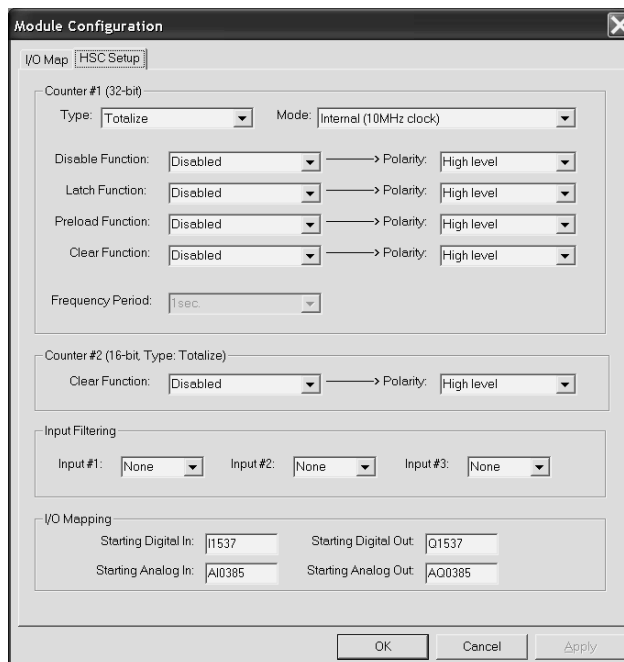 Module Configuration
I/O Map HSC Setup
Counter #1 (32-bit)
Type: Totalize Mode: Internal (10MHz clock)
Disable Function: Disabled Polarity: High level
Latch Function: Disabled Polarity: High level
Preload Function: Disabled Polarity: High level
Clear Function: Disabled Polarity: High level
Frequency Period: 1sec.
Counter #2 (16-bit, Type: Totalize)
Clear Function: Disabled Polarity: High level
Input Filtering
Input #1: None Input #2: None Input #3: None
I/O Mapping
Starting Digital In: I1537 Starting Digital Out: Q1537
Starting Analog In: AI0385 Starting Analog Out: AQ0385
OK Cancel Apply